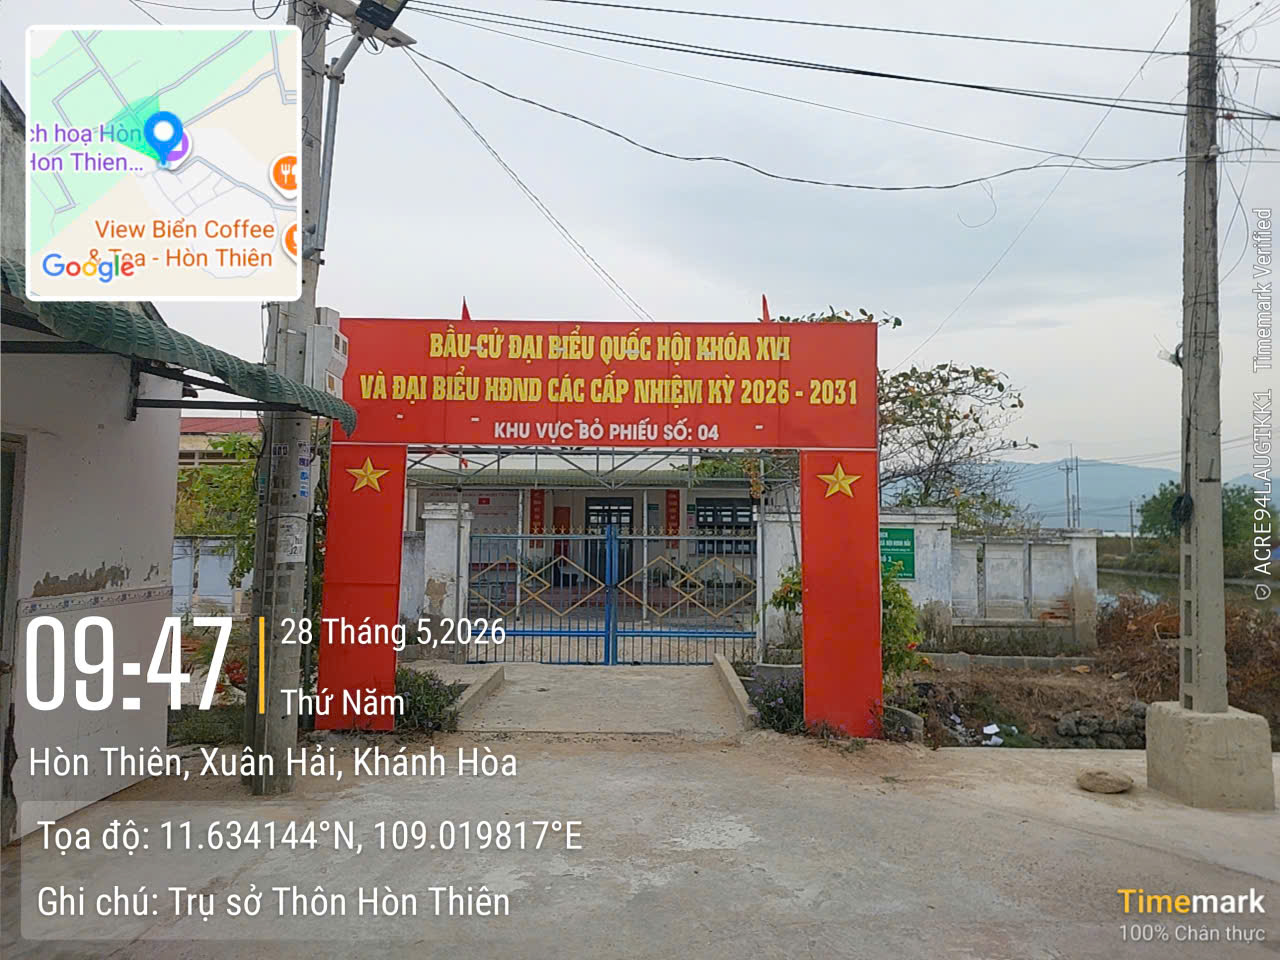 ch hoạ Hòn
Hon Thien...
View Biển Coffee
& Tea - Hòn Thiên
Google
BẦU CỬ ĐẠI BIỂU QUỐC HỘI KHÓA XVI
VÀ ĐẠI BIỂU HĐND CÁC CẤP NHIỆM KỲ 2026 - 2031
KHU VỰC BỎ PHIẾU SỐ: 04
09:47
28 Tháng 5,2026
Thứ Năm
Hòn Thiên, Xuân Hải, Khánh Hòa
Tọa độ: 11.634144°N, 109.019817°E
Ghi chú: Trụ sở Thôn Hòn Thiên
Timemark
100% Chân thực
ACRE94LAUGTKK1 Timemark Verified